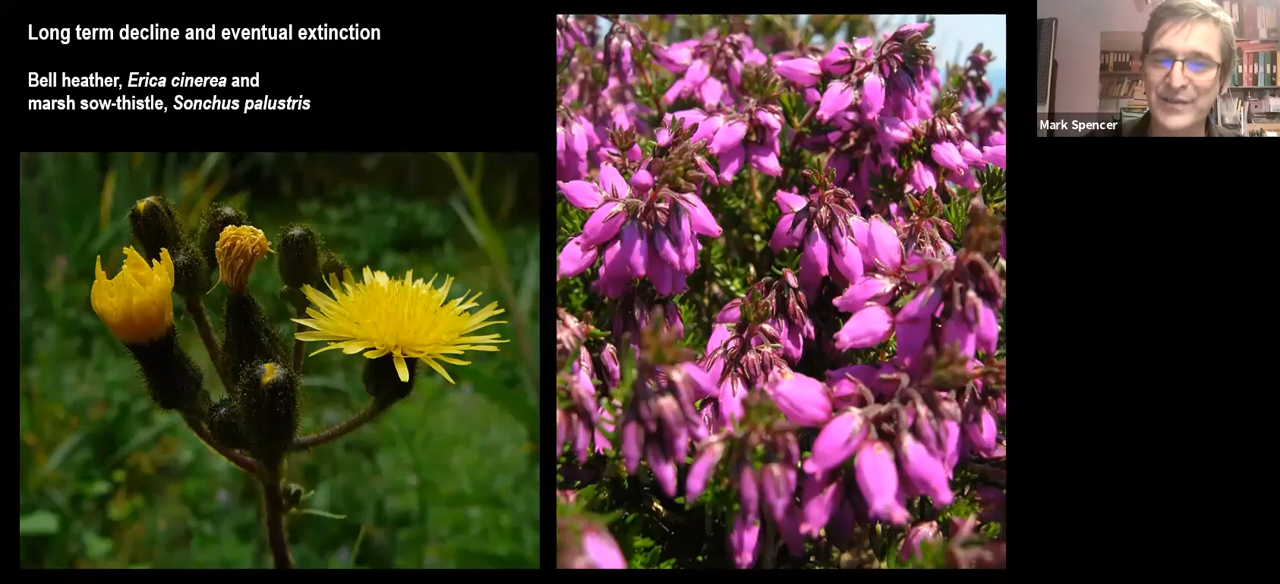 Long term decline and eventual extinction
Bell heather, Erica cinerea and
marsh sow-thistle, Sonchus palustris
Mark Spencer